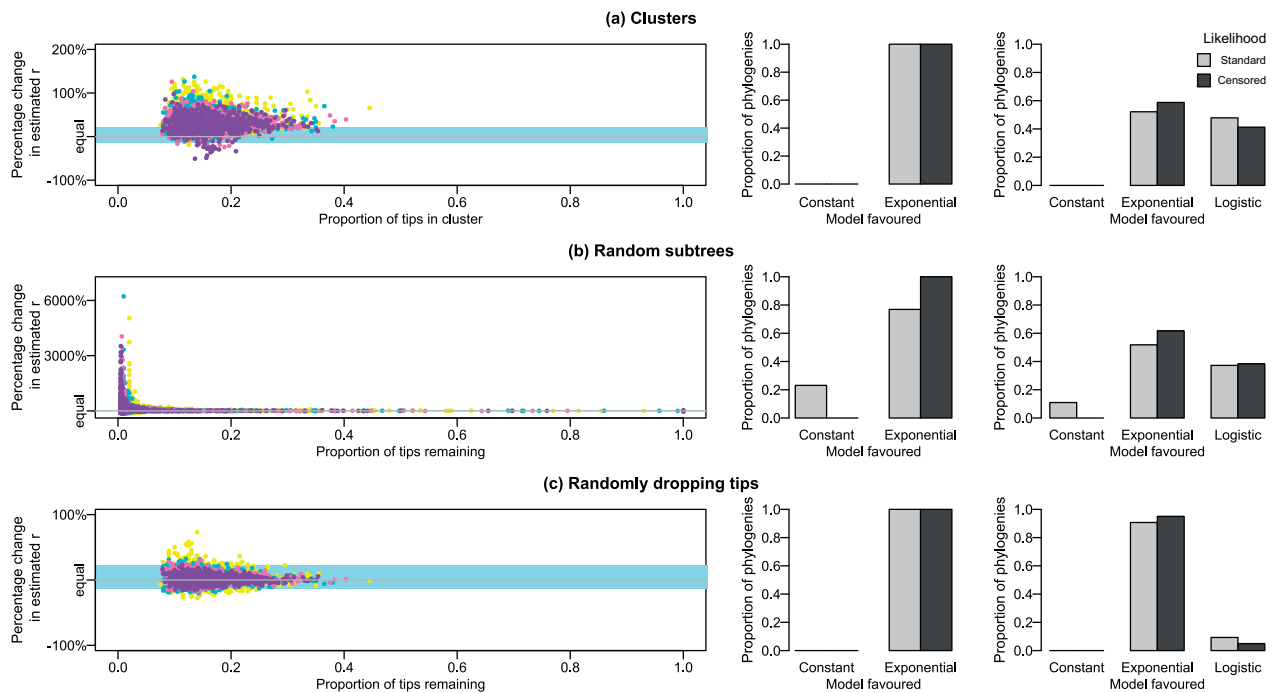 (a) Clusters
Percentage change
in estimated r
equal
200%
100%
-100%
0.0 0.2 0.4 0.6 0.8 1.0
Proportion of tips in cluster
Proportion of phylogenies
1.0
0.8
0.6
0.4
0.2
0.0
Constant Exponential
Model favoured
Proportion of phylogenies
1.0
0.8
0.6
0.4
0.2
0.0
Constant Exponential Logistic
Model favoured
Likelihood
Standard
Censored
(b) Random subtrees
Percentage change
in estimated r
equal
6000%
3000%
0.0 0.2 0.4 0.6 0.8 1.0
Proportion of tips remaining
Proportion of phylogenies
1.0
0.8
0.6
0.4
0.2
0.0
Constant Exponential
Model favoured
Proportion of phylogenies
1.0
0.8
0.6
0.4
0.2
0.0
Constant Exponential Logistic
Model favoured
(c) Randomly dropping tips
Percentage change
in estimated r
equal
100%
-100%
0.0 0.2 0.4 0.6 0.8 1.0
Proportion of tips remaining
Proportion of phylogenies
1.0
0.8
0.6
0.4
0.2
0.0
Constant Exponential
Model favoured
Proportion of phylogenies
1.0
0.8
0.6
0.4
0.2
0.0
Constant Exponential Logistic
Model favoured